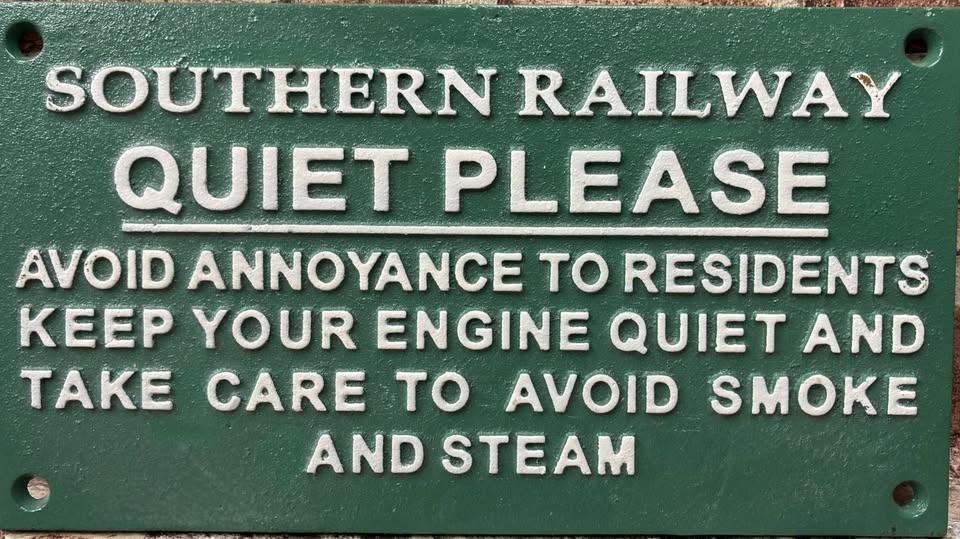 SOUTHERN RAILWAY
QUIET PLEASE
AVOID ANNOYANCE TO RESIDENTS
KEEP YOUR ENGINE QUIET AND
TAKE CARE TO AVOID SMOKE
AND STEAM